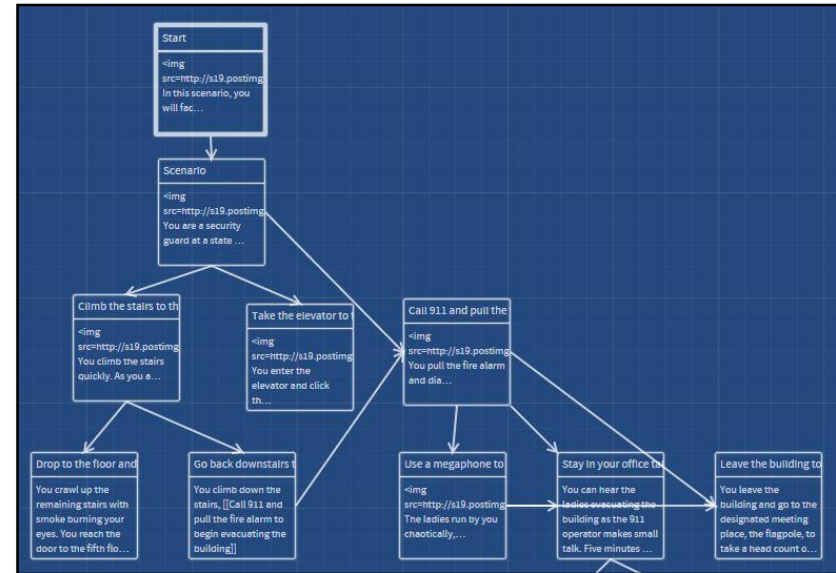 Start
<img
src=http://s19.postimg
In this scenario, you
will fac...
Scenario
<img
src=http://s19.postimg
You are a security
guard at a state ...
Climb the stairs to th
<img
src=http://s19.postimg
You climb the stairs
quickly. As you a...
Take the elevator to t
<img
src=http://s19.postimg
You enter the
elevator and click
th...
Call 911 and pull the
<img
src=http://s19.postimg
You pull the fire alarm
and dia...
Drop to the floor and
You crawl up the
remaining stairs with
smoke burning your
eyes. You reach the
door to the fifth flo...
Go back downstairs t
You climb down the
stairs, [[Call 911 and
pull the fire alarm to
begin evacuating the
building]]
Use a megaphone to
<img
src=http://s19.postimg
The ladies run by you
chaotically,...
Stay in your office tal
You can hear the
ladies evacuating the
building as the 911
operator makes small
talk. Five minutes ...
Leave the building to
You leave the
building and go to the
designated meeting
place, the flagpole, to
take a head count o...